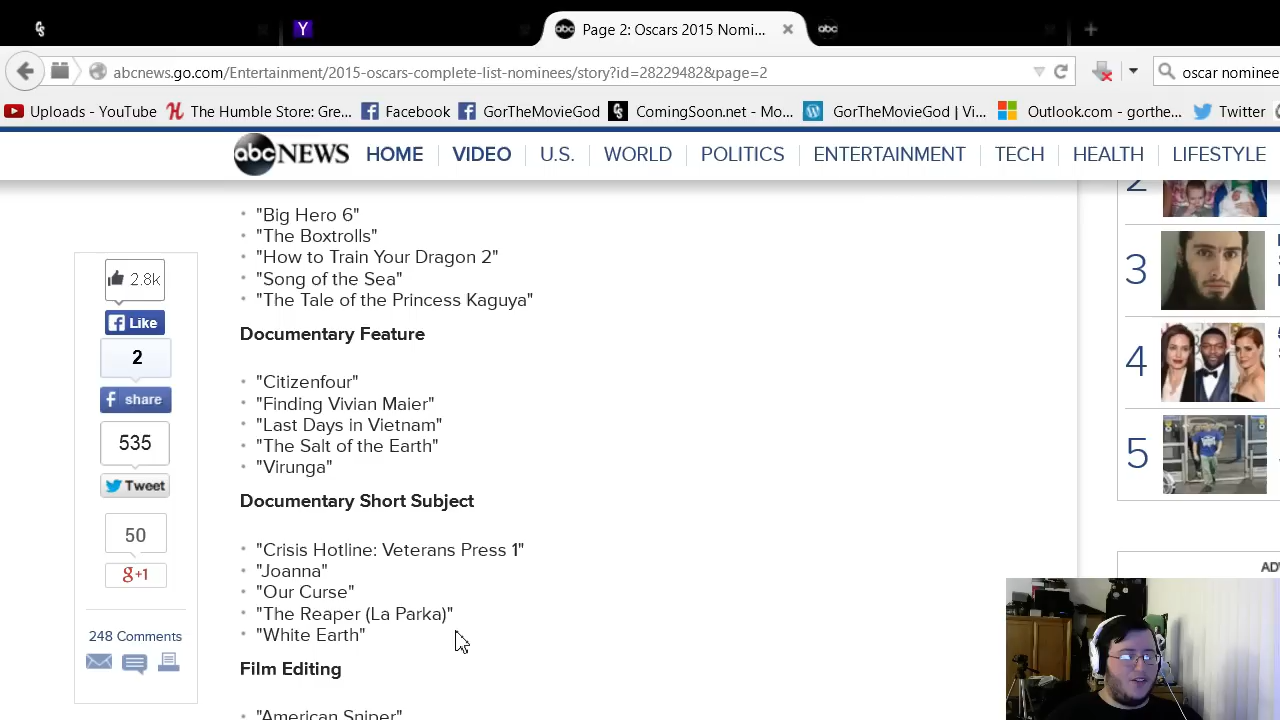 Page 2: Oscars 2015 Nomi...
abcnews.go.com/Entertainment/2015-oscars-complete-list-nominees/story?id=28229482&page=2
oscar nominee
Uploads - YouTube
The Humble Store: Gre...
Facebook
GorTheMovieGod
ComingSoon.net - Mo...
GorTheMovieGod | Vi...
Outlook.com - gorthe...
Twitter
abc NEWS
HOME
VIDEO
U.S.
WORLD
POLITICS
ENTERTAINMENT
TECH
HEALTH
LIFESTYLE
• "Big Hero 6"
• "The Boxtrolls"
• "How to Train Your Dragon 2"
• "Song of the Sea"
• "The Tale of the Princess Kaguya"
Documentary Feature
• "Citizenfour"
• "Finding Vivian Maier"
• "Last Days in Vietnam"
• "The Salt of the Earth"
• "Virunga"
Documentary Short Subject
• "Crisis Hotline: Veterans Press 1"
• "Joanna"
• "Our Curse"
• "The Reaper (La Parka)"
• "White Earth"
Film Editing
• "American Sniper"
2.8k
Like
2
share
535
Tweet
50
g+1
248 Comments
2
3
4
5